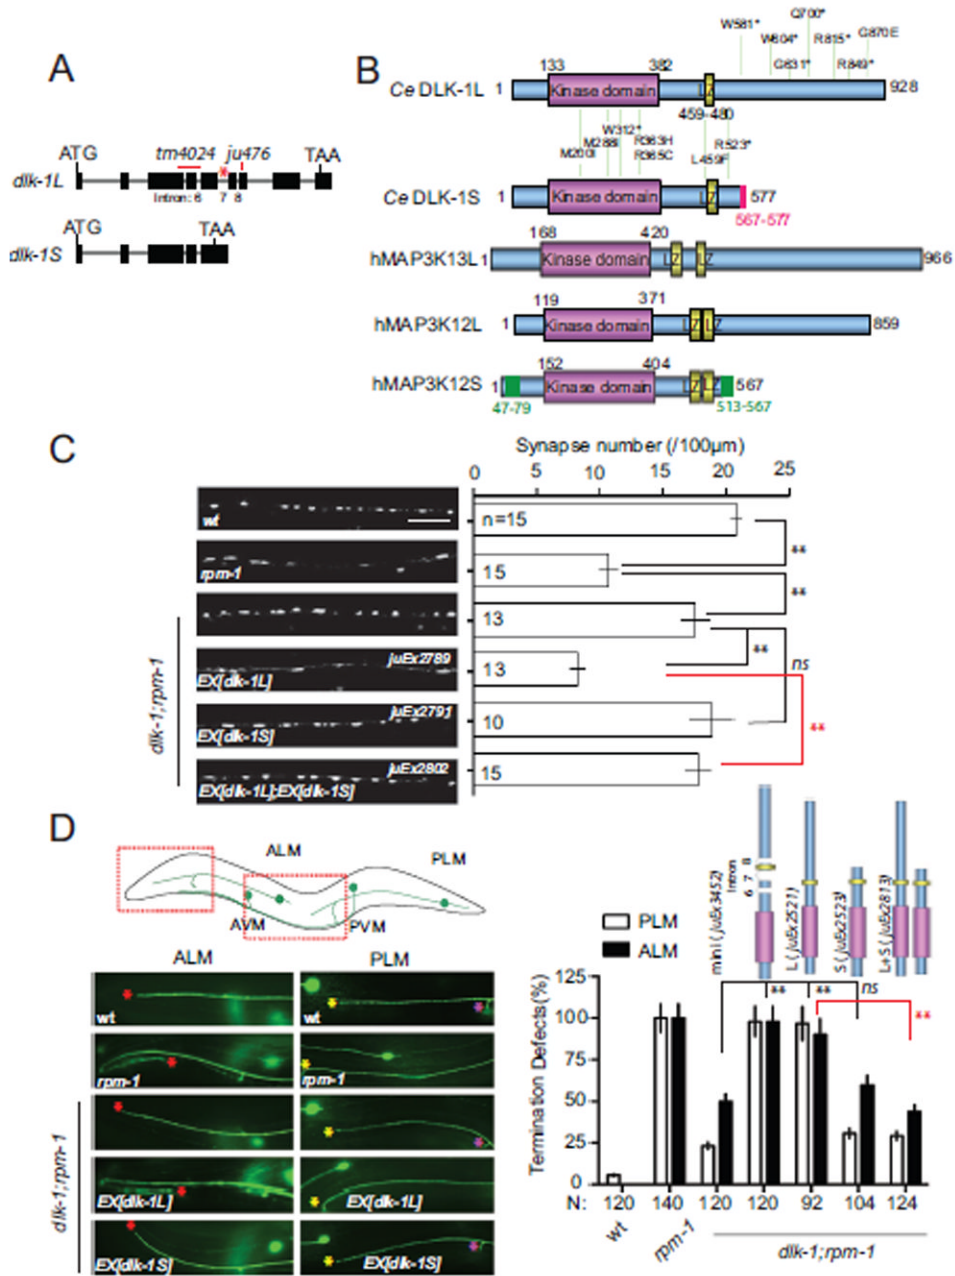 A
ATG
tm4024
ju476
TAA
dlk-1L
*
Intron: 6 7 8
ATG
TAA
dlk-1S
B
W581*
W604*
G631*
Q700*
R815*
R849*
G870E
133
382
Ce DLK-1L 1 Kinase domain LZ 928
459-480
M200I
M288I
W312*
R363H
R365C
L459F
R523*
Ce DLK-1S 1 Kinase domain LZ 577
567-577
168
420
hMAP3K13L 1 Kinase domain LZ LZ 966
119
371
hMAP3K12L 1 Kinase domain LZ LZ 859
152
404
hMAP3K12S 1 Kinase domain LZ LZ 567
47-79
513-567
C
Synapse number (/100μm)
0 5 10 15 20 25
wt
n=15
**
rpm-1
15
**
13
dlk-1;rpm-1
juEx2789
EX[dlk-1L]
13
**
ns
juEx2791
EX[dlk-1S]
10
**
juEx2802
EX[dlk-1L];EX[dlk-1S]
15
D
ALM
PLM
AVM
PVM
ALM
PLM
wt
wt
rpm-1
rpm-1
dlk-1;rpm-1
EX[dlk-1L]
EX[dlk-1L]
EX[dlk-1S]
EX[dlk-1S]
PLM
ALM
mini (juEx3452)
Intron
6 7 8
L (juEx2521)
S (juEx2523)
L+S (juEx2813)
** ** ns
**
Termination Defects(%)
125
100
75
50
25
0
N: 120 140 120 120 92 104 124
wt
rpm-1
dlk-1;rpm-1